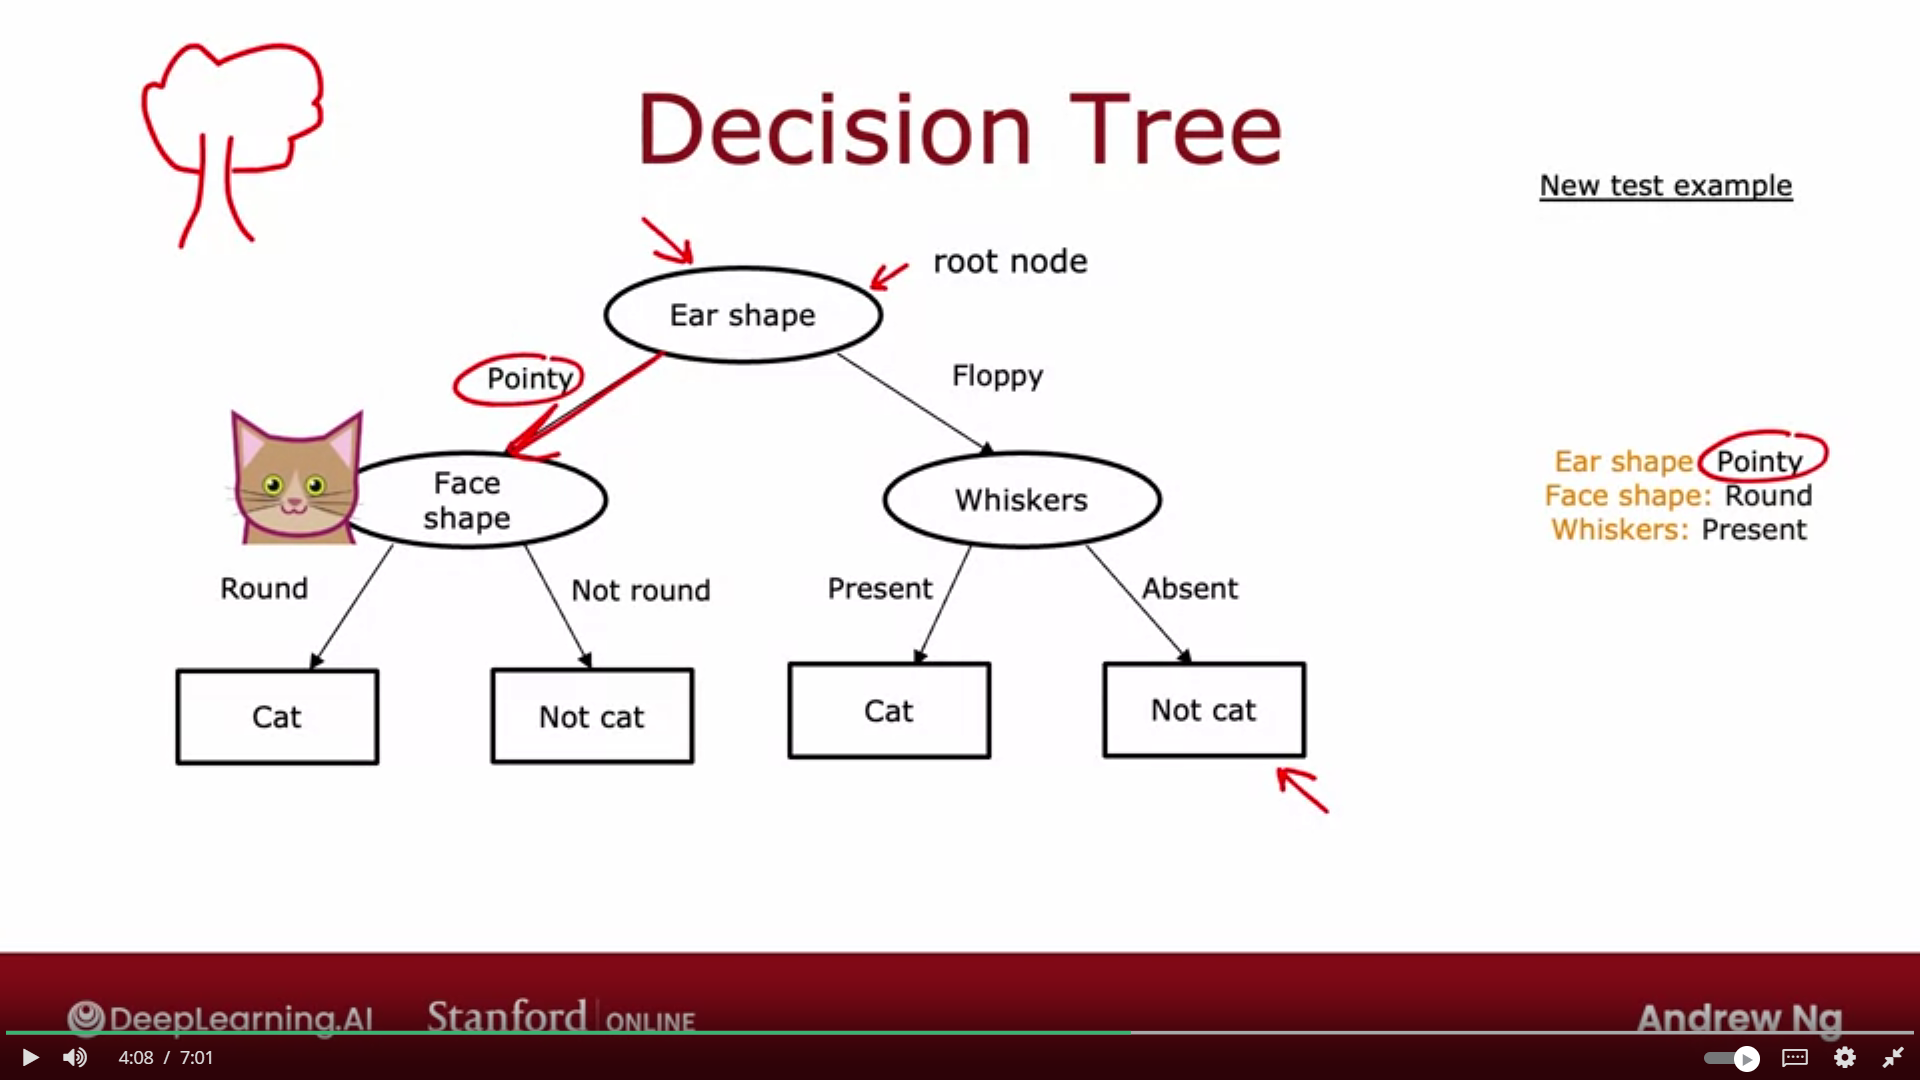 Decision Tree
New test example
root node
Ear shape
Pointy
Floppy
Face
shape
Whiskers
Ear shape Pointy
Face shape: Round
Whiskers: Present
Round
Not round
Present
Absent
Cat
Not cat
Cat
Not cat
DeepLearning.AI
Stanford | ONLINE
Andrew Ng
4:08 / 7:01